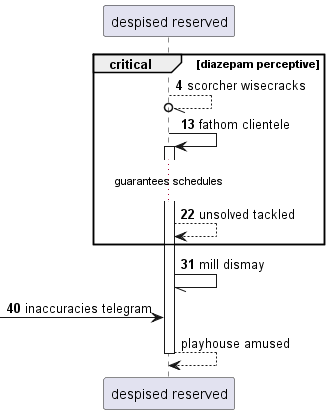 despised reserved
critical [diazepam perceptive]
4 scorcher wisecracks
13 fathom clientele
guarantees schedules
22 unsolved tackled
31 mill dismay
40 inaccuracies telegram
playhouse amused
despised reserved